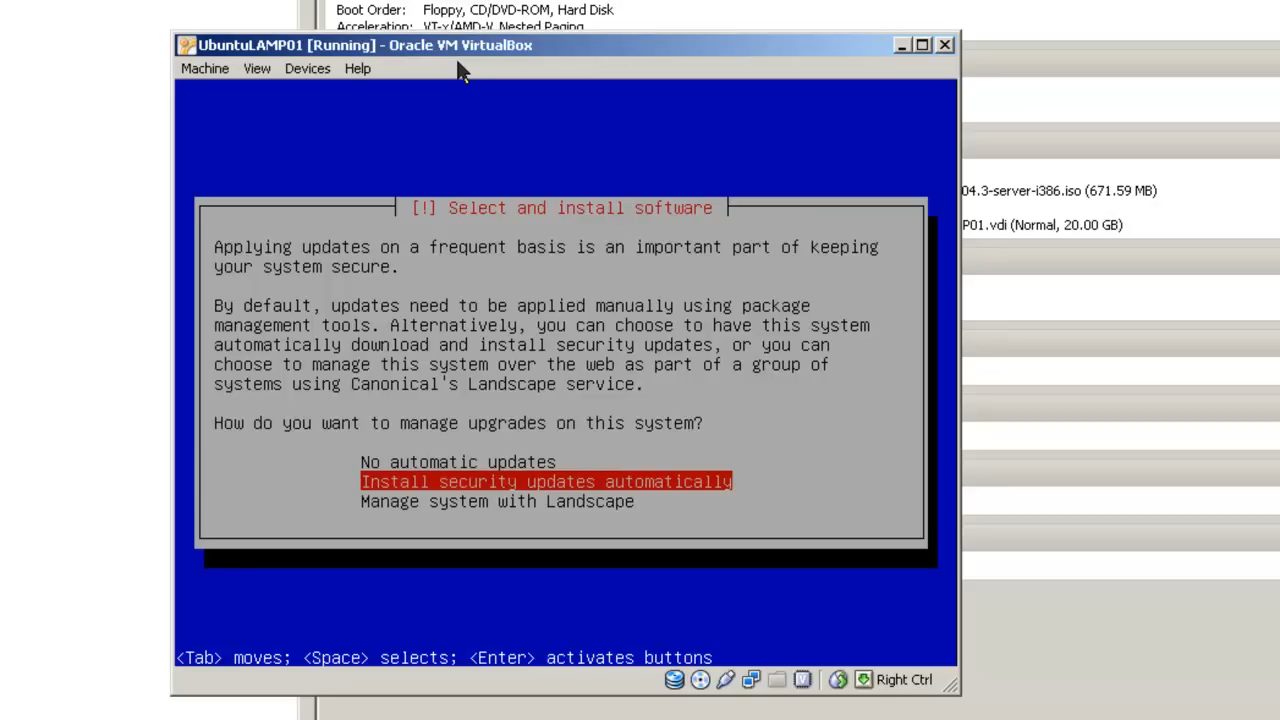 Boot Order: Floppy, CD/DVD-ROM, Hard Disk
Acceleration: VT-x/AMD-V, Nested Paging
UbuntuLAMP01 [Running] - Oracle VM VirtualBox
Machine View Devices Help
[!] Select and install software
Applying updates on a frequent basis is an important part of keeping
your system secure.
By default, updates need to be applied manually using package
management tools. Alternatively, you can choose to have this system
automatically download and install security updates, or you can
choose to manage this system over the web as part of a group of
systems using Canonical's Landscape service.
How do you want to manage upgrades on this system?
No automatic updates
Install security updates automatically
Manage system with Landscape
<Tab> moves; <Space> selects; <Enter> activates buttons
Right Ctrl
04.3-server-i386.iso (671.59 MB)
P01.vdi (Normal, 20.00 GB)